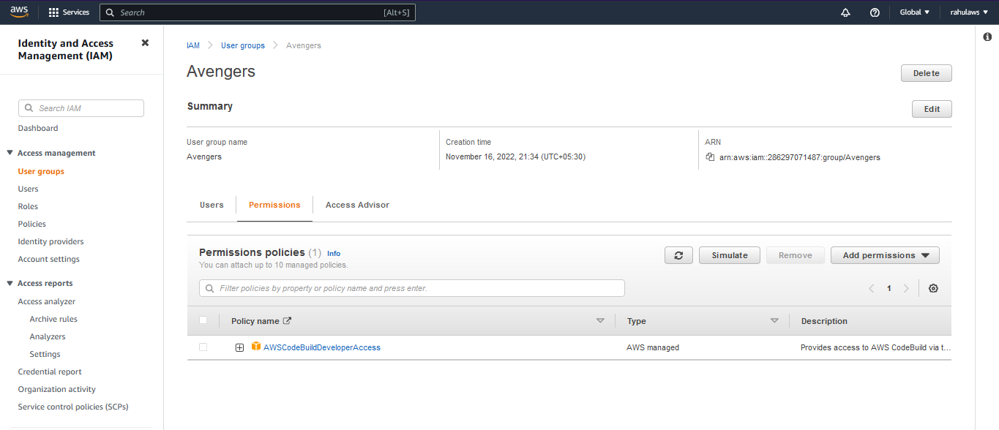 aws Services Search [Alt+S] Global ▼ rahulaws ▼
Identity and Access
Management (IAM)
Search IAM
Dashboard
Access management
User groups
Users
Roles
Policies
Identity providers
Account settings
Access reports
Access analyzer
Archive rules
Analyzers
Settings
Credential report
Organization activity
Service control policies (SCPs)
IAM > User groups > Avengers
Avengers
Delete
Summary
Edit
User group name
Avengers
Creation time
November 16, 2022, 21:34 (UTC+05:30)
ARN
arn:aws:iam::286297071487:group/Avengers
Users Permissions Access Advisor
Permissions policies (1) Info
You can attach up to 10 managed policies.
Simulate Remove Add permissions
Filter policies by property or policy name and press enter.
1
Policy name Type Description
AWSCodeBuildDeveloperAccess AWS managed Provides access to AWS CodeBuild via t...